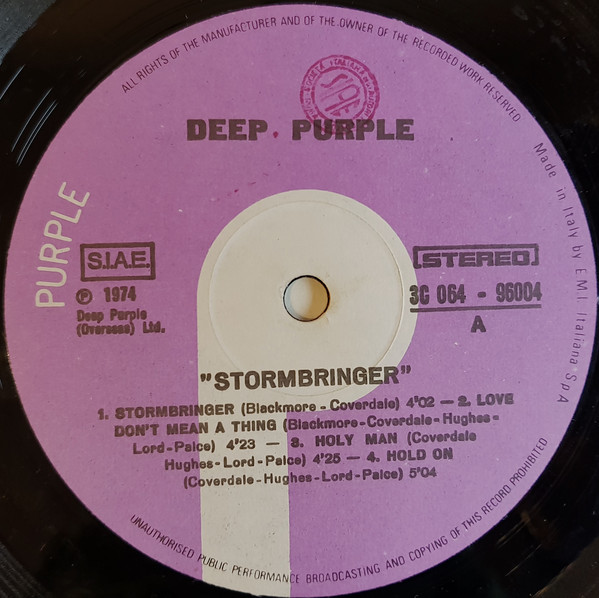 ALL RIGHTS OF THE MANUFACTURER AND OF THE OWNER OF THE RECORDED WORK RESERVED
DEEP PURPLE
PURPLE
S.I.A.E.
℗ 1974
Deep Purple
(Overseas) Ltd.
STEREO
3C 064 - 96004
A
Made in Italy by EMI Italiana SpA
"STORMBRINGER"
1. STORMBRINGER (Blackmore - Coverdale) 4'02 — 2. LOVE
DON'T MEAN A THING (Blackmore - Coverdale - Hughes -
Lord - Paice) 4'23 — 3. HOLY MAN (Coverdale
Hughes - Lord - Paice) 4'25 — 4. HOLD ON
(Coverdale - Hughes - Lord - Paice) 5'04
UNAUTHORISED PUBLIC PERFORMANCE BROADCASTING AND COPYING OF THIS RECORD PROHIBITED